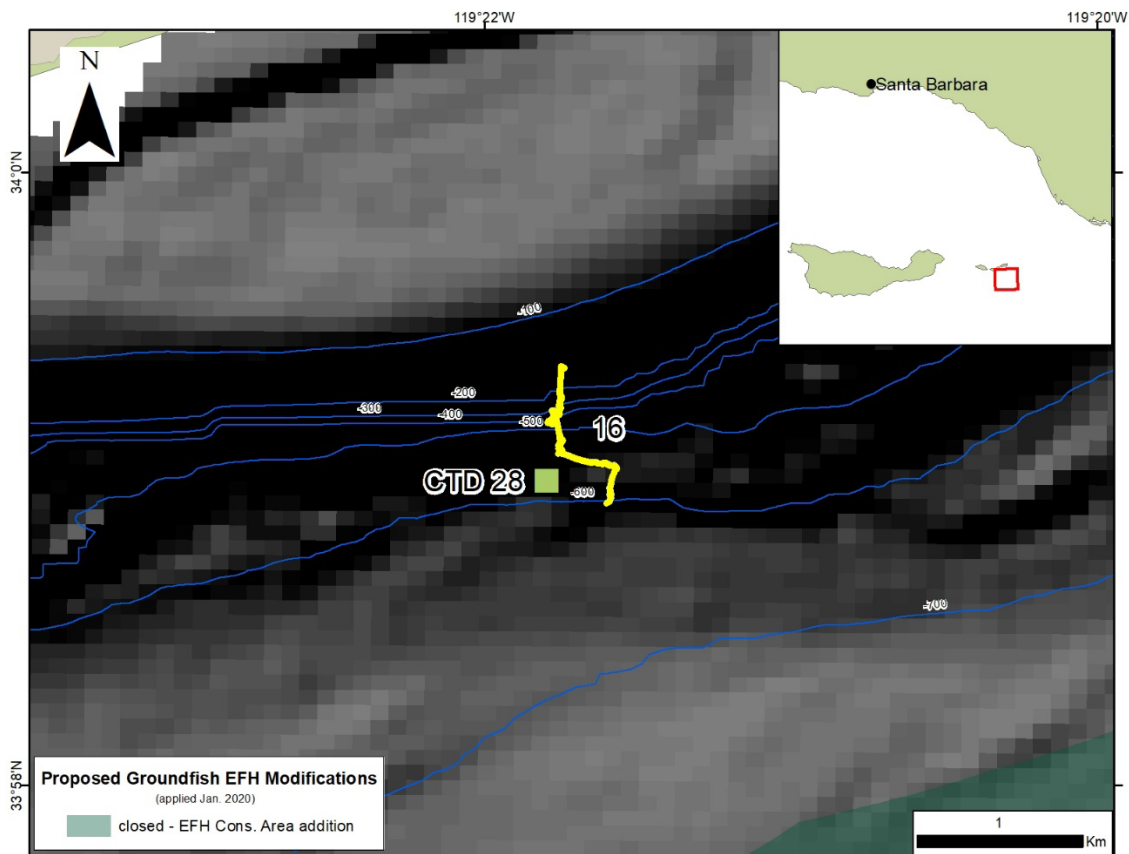 119°22'W
119°20'W
N
Santa Barbara
34°0'N
-100
-200
-300
-400
-500
16
CTD 28
-600
-700
33°58'N
Proposed Groundfish EFH Modifications
(applied Jan. 2020)
closed - EFH Cons. Area addition
1
Km